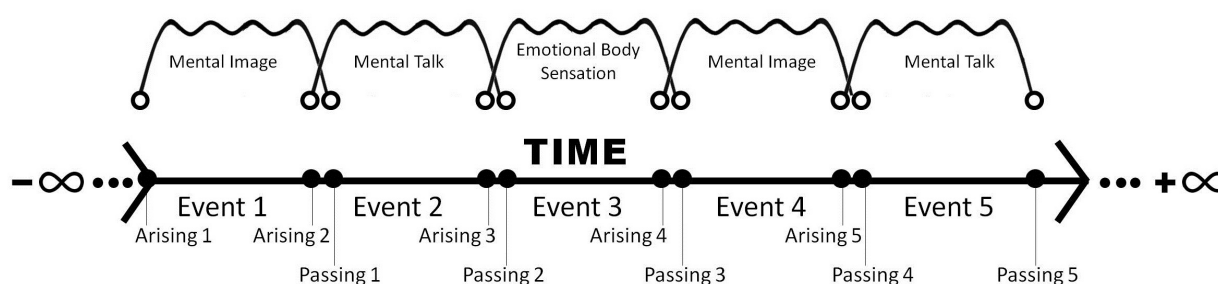 Mental Image
Mental Talk
Emotional Body
Sensation
Mental Image
Mental Talk
TIME
- ∞ ••• ••• + ∞
Event 1 Event 2 Event 3 Event 4 Event 5
Arising 1 Arising 2 Arising 3 Arising 4 Arising 5
Passing 1 Passing 2 Passing 3 Passing 4 Passing 5